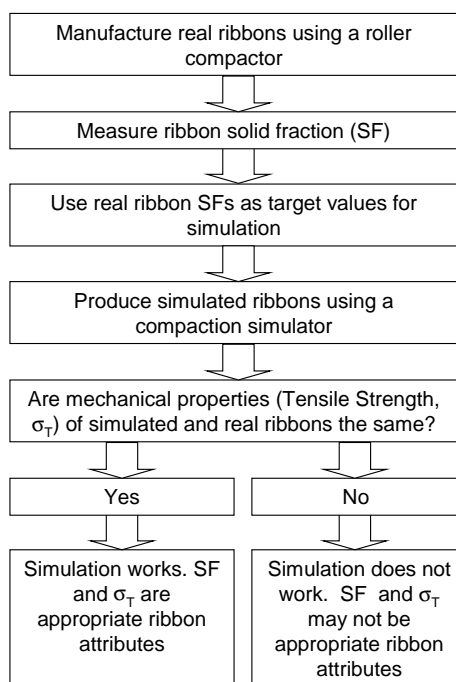 Manufacture real ribbons using a roller
compactor
Measure ribbon solid fraction (SF)
Use real ribbon SFs as target values for
simulation
Produce simulated ribbons using a
compaction simulator
Are mechanical properties (Tensile Strength,
σT) of simulated and real ribbons the same?
Yes
No
Simulation works. SF
and σT are
appropriate ribbon
attributes
Simulation does not
work. SF and σT
may not be
appropriate ribbon
attributes